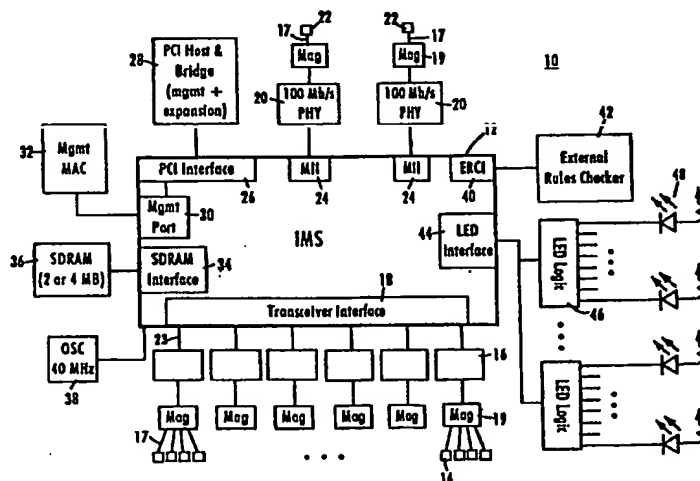 22
17
Mag
19
22
17
Mag
19
10
28
PCI Host &
Bridge
(mgmt +
expansion)
20
100 Mb/s
PHY
100 Mb/s
PHY
20
12
42
External
Rules Checker
32
Mgmt
MAC
PCI Interface
26
MII
24
MII
24
ERCI
40
Mgmt
Port
30
IMS
44
LED
Interface
48
LED Logic
46
36
SDRAM
(2 or 4 MB)
SDRAM
Interface
34
18
Transceiver Interface
OSC
40 MHz
38
23
16
LED Logic
Mag
Mag
Mag
Mag
Mag
Mag
19
17
14